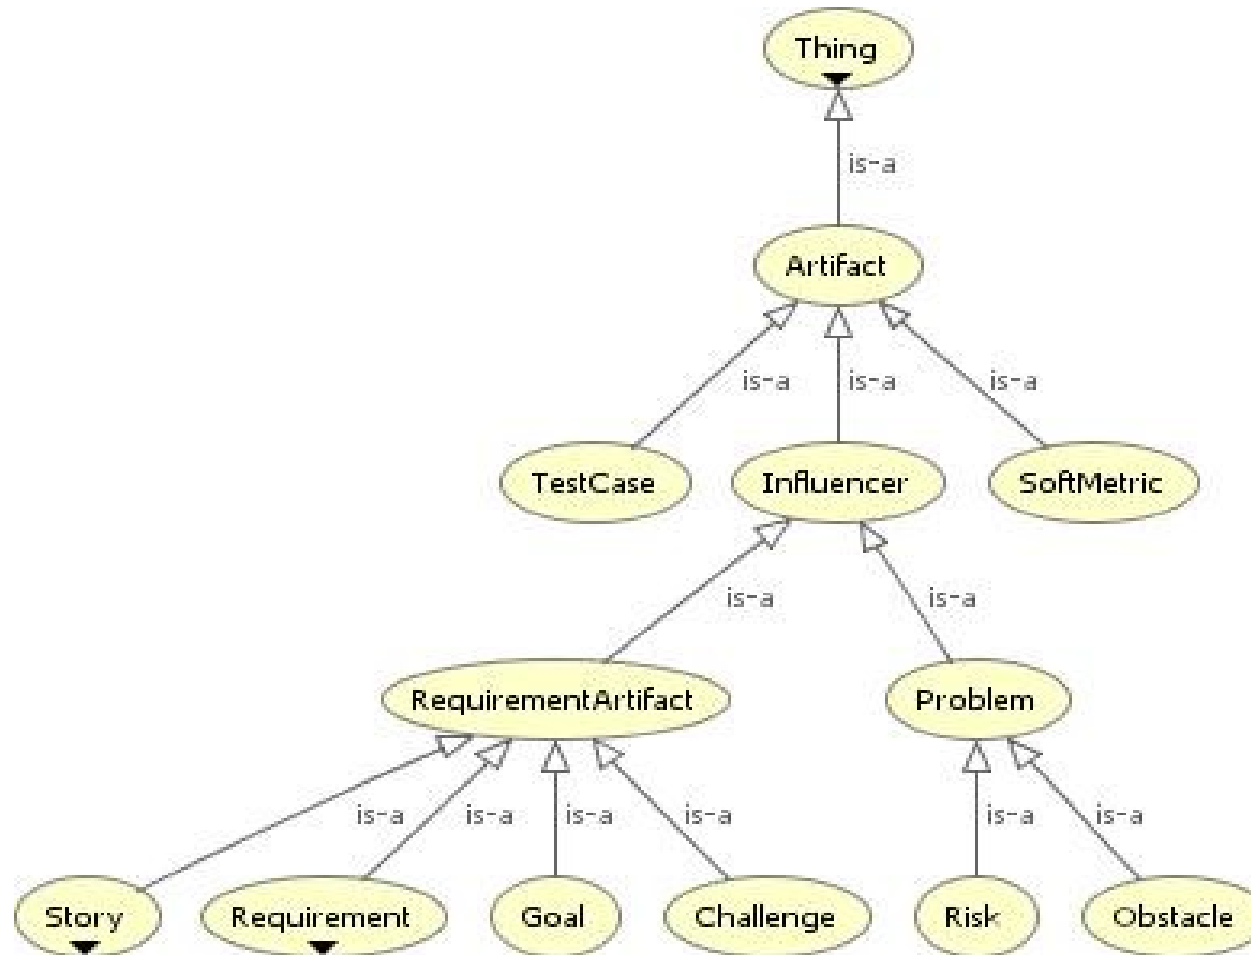 Thing
is-a
Artifact
is-a
is-a
is-a
TestCase
Influencer
SoftMetric
is-a
is-a
RequirementArtifact
Problem
is-a
is-a
is-a
is-a
is-a
is-a
Story
Requirement
Goal
Challenge
Risk
Obstacle